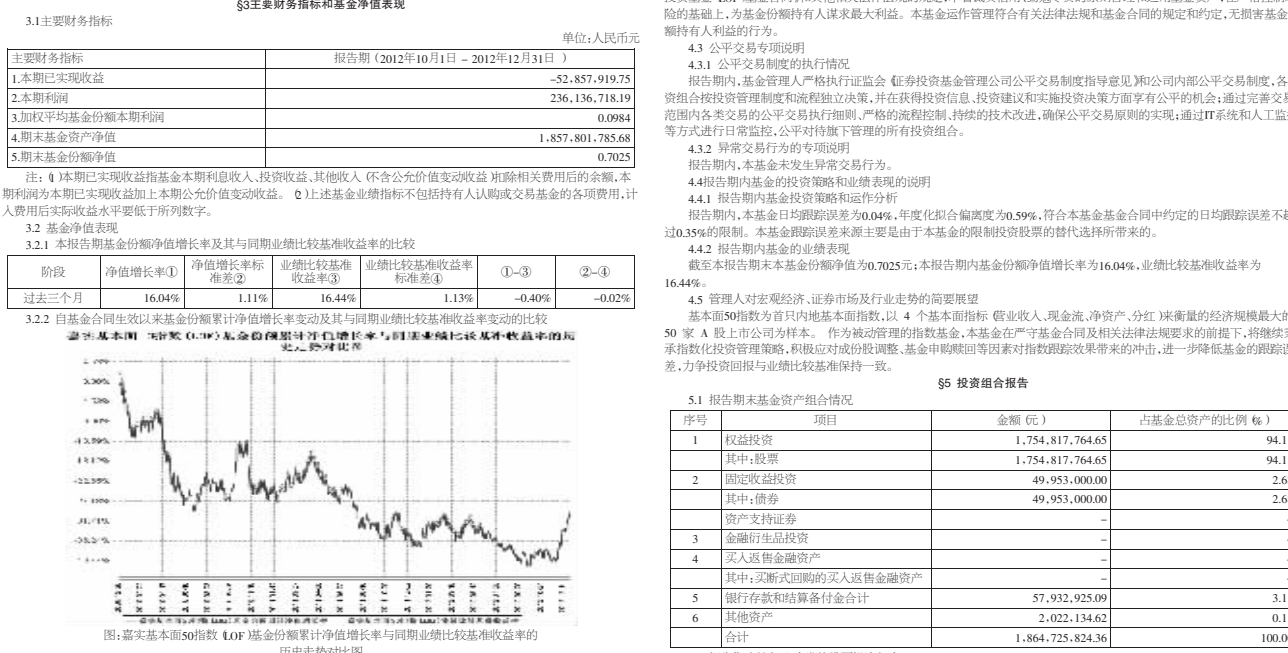 §3主要财务指标和基金净值表现
3.1主要财务指标
单位:人民币元
主要财务指标 报告期(2012年10月1日 - 2012年12月31日)
1.本期已实现收益 -52,857,919.75
2.本期利润 236,136,718.19
3.加权平均基金份额本期利润 0.0984
4.期末基金资产净值 1,857,801,785.68
5.期末基金份额净值 0.7025
注:(1)本期已实现收益指基金本期利息收入、投资收益、其他收入(不含公允价值变动收益)扣除相关费用后的余额,本
期利润为本期已实现收益加上本期公允价值变动收益。(2)上述基金业绩指标不包括持有人认购或交易基金的各项费用,计
入费用后实际收益水平要低于所列数字。
3.2 基金净值表现
3.2.1 本报告期基金份额净值增长率及其与同期业绩比较基准收益率的比较
阶段 净值增长率① 净值增长率标准差② 业绩比较基准收益率③ 业绩比较基准收益率标准差④ ①-③ ②-④
过去三个月 16.04% 1.11% 16.44% 1.13% -0.40% -0.02%
3.2.2 自基金合同生效以来基金份额累计净值增长率变动及其与同期业绩比较基准收益率变动的比较
图:嘉实基本面50指数(LOF)基金份额累计净值增长率与同期业绩比较基准收益率的
历史走势对比图
险的基础上,为基金份额持有人谋求最大利益。本基金运作管理符合有关法律法规和基金合同的规定和约定,无损害基金
额持有人利益的行为。
4.3 公平交易专项说明
4.3.1 公平交易制度的执行情况
报告期内,基金管理人严格执行证监会《证券投资基金管理公司公平交易制度指导意见》和公司内部公平交易制度,各
资组合按投资管理制度和流程独立决策,并在获得投资信息、投资建议和实施投资决策方面享有公平的机会;通过完善交易
范围内各类交易的公平交易执行细则、严格的流程控制、持续的技术改进,确保公平交易原则的实现;通过IT系统和人工监
等方式进行日常监控,公平对待旗下管理的所有投资组合。
4.3.2 异常交易行为的专项说明
报告期内,本基金未发生异常交易行为。
4.4报告期内基金的投资策略和业绩表现的说明
4.4.1 报告期内基金投资策略和运作分析
报告期内,本基金日均跟踪误差为0.04%,年度化拟合偏离度为0.59%,符合本基金基金合同中约定的日均跟踪误差不超
过0.35%的限制。本基金跟踪误差来源主要是由于本基金的限制投资股票的替代选择所带来的。
4.4.2 报告期内基金的业绩表现
截至本报告期末本基金份额净值为0.7025元;本报告期内基金份额净值增长率为16.04%,业绩比较基准收益率为
16.44%。
4.5 管理人对宏观经济、证券市场及行业走势的简要展望
基本面50指数为首只内地基本面指数,以 4 个基本面指标(营业收入、现金流、净资产、分红)来衡量的经济规模最大的
50 家 A 股上市公司为样本。 作为被动管理的指数基金,本基金在严守基金合同及相关法律法规要求的前提下,将继续秉
承指数化投资管理策略,积极应对成份股调整、基金申购赎回等因素对指数跟踪效果带来的冲击,进一步降低基金的跟踪误
差,力争投资回报与业绩比较基准保持一致。
§5 投资组合报告
5.1 报告期末基金资产组合情况
序号 项目 金额(元) 占基金总资产的比例(%)
1 权益投资 1,754,817,764.65 94.1
其中:股票 1,754,817,764.65 94.1
2 固定收益投资 49,953,000.00 2.6
其中:债券 49,953,000.00 2.6
资产支持证券 -
3 金融衍生品投资 -
4 买入返售金融资产 -
其中:买断式回购的买入返售金融资产 -
5 银行存款和结算备付金合计 57,932,925.09 3.1
6 其他资产 2,022,134.62 0.1
合计 1,864,725,824.36 100.0